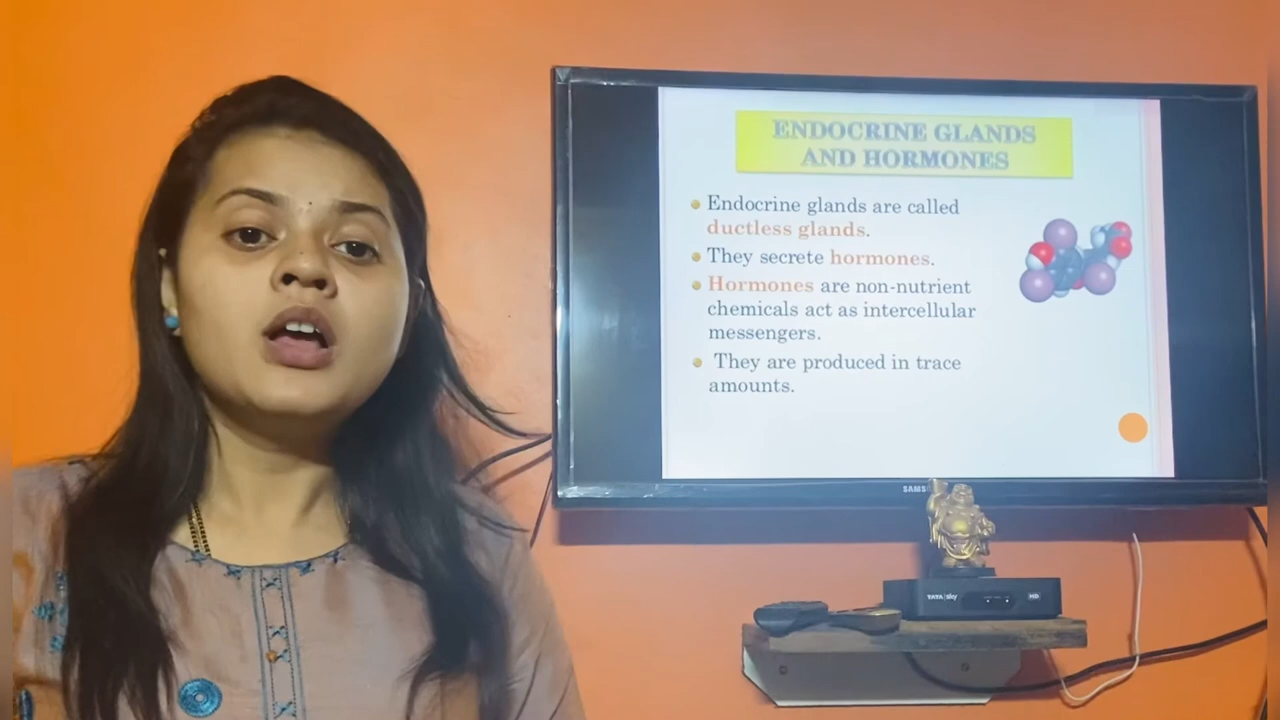 ENDOCRINE GLANDS
AND HORMONES
Endocrine glands are called
ductless glands.
They secrete hormones.
Hormones are non-nutrient
chemicals act as intercellular
messengers.
They are produced in trace
amounts.
TATA sky
HD